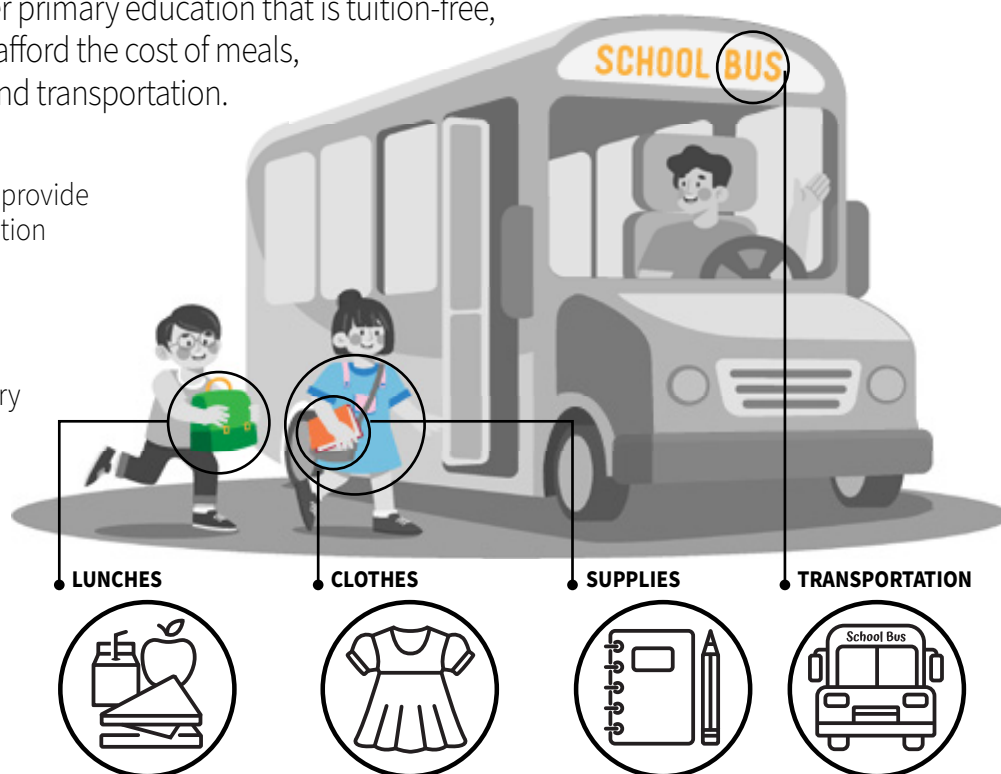 er primary education that is tuition-free,
afford the cost of meals,
nd transportation.
provide
tion
ry
SCHOOL BUS
LUNCHES
CLOTHES
SUPPLIES
TRANSPORTATION
School Bus